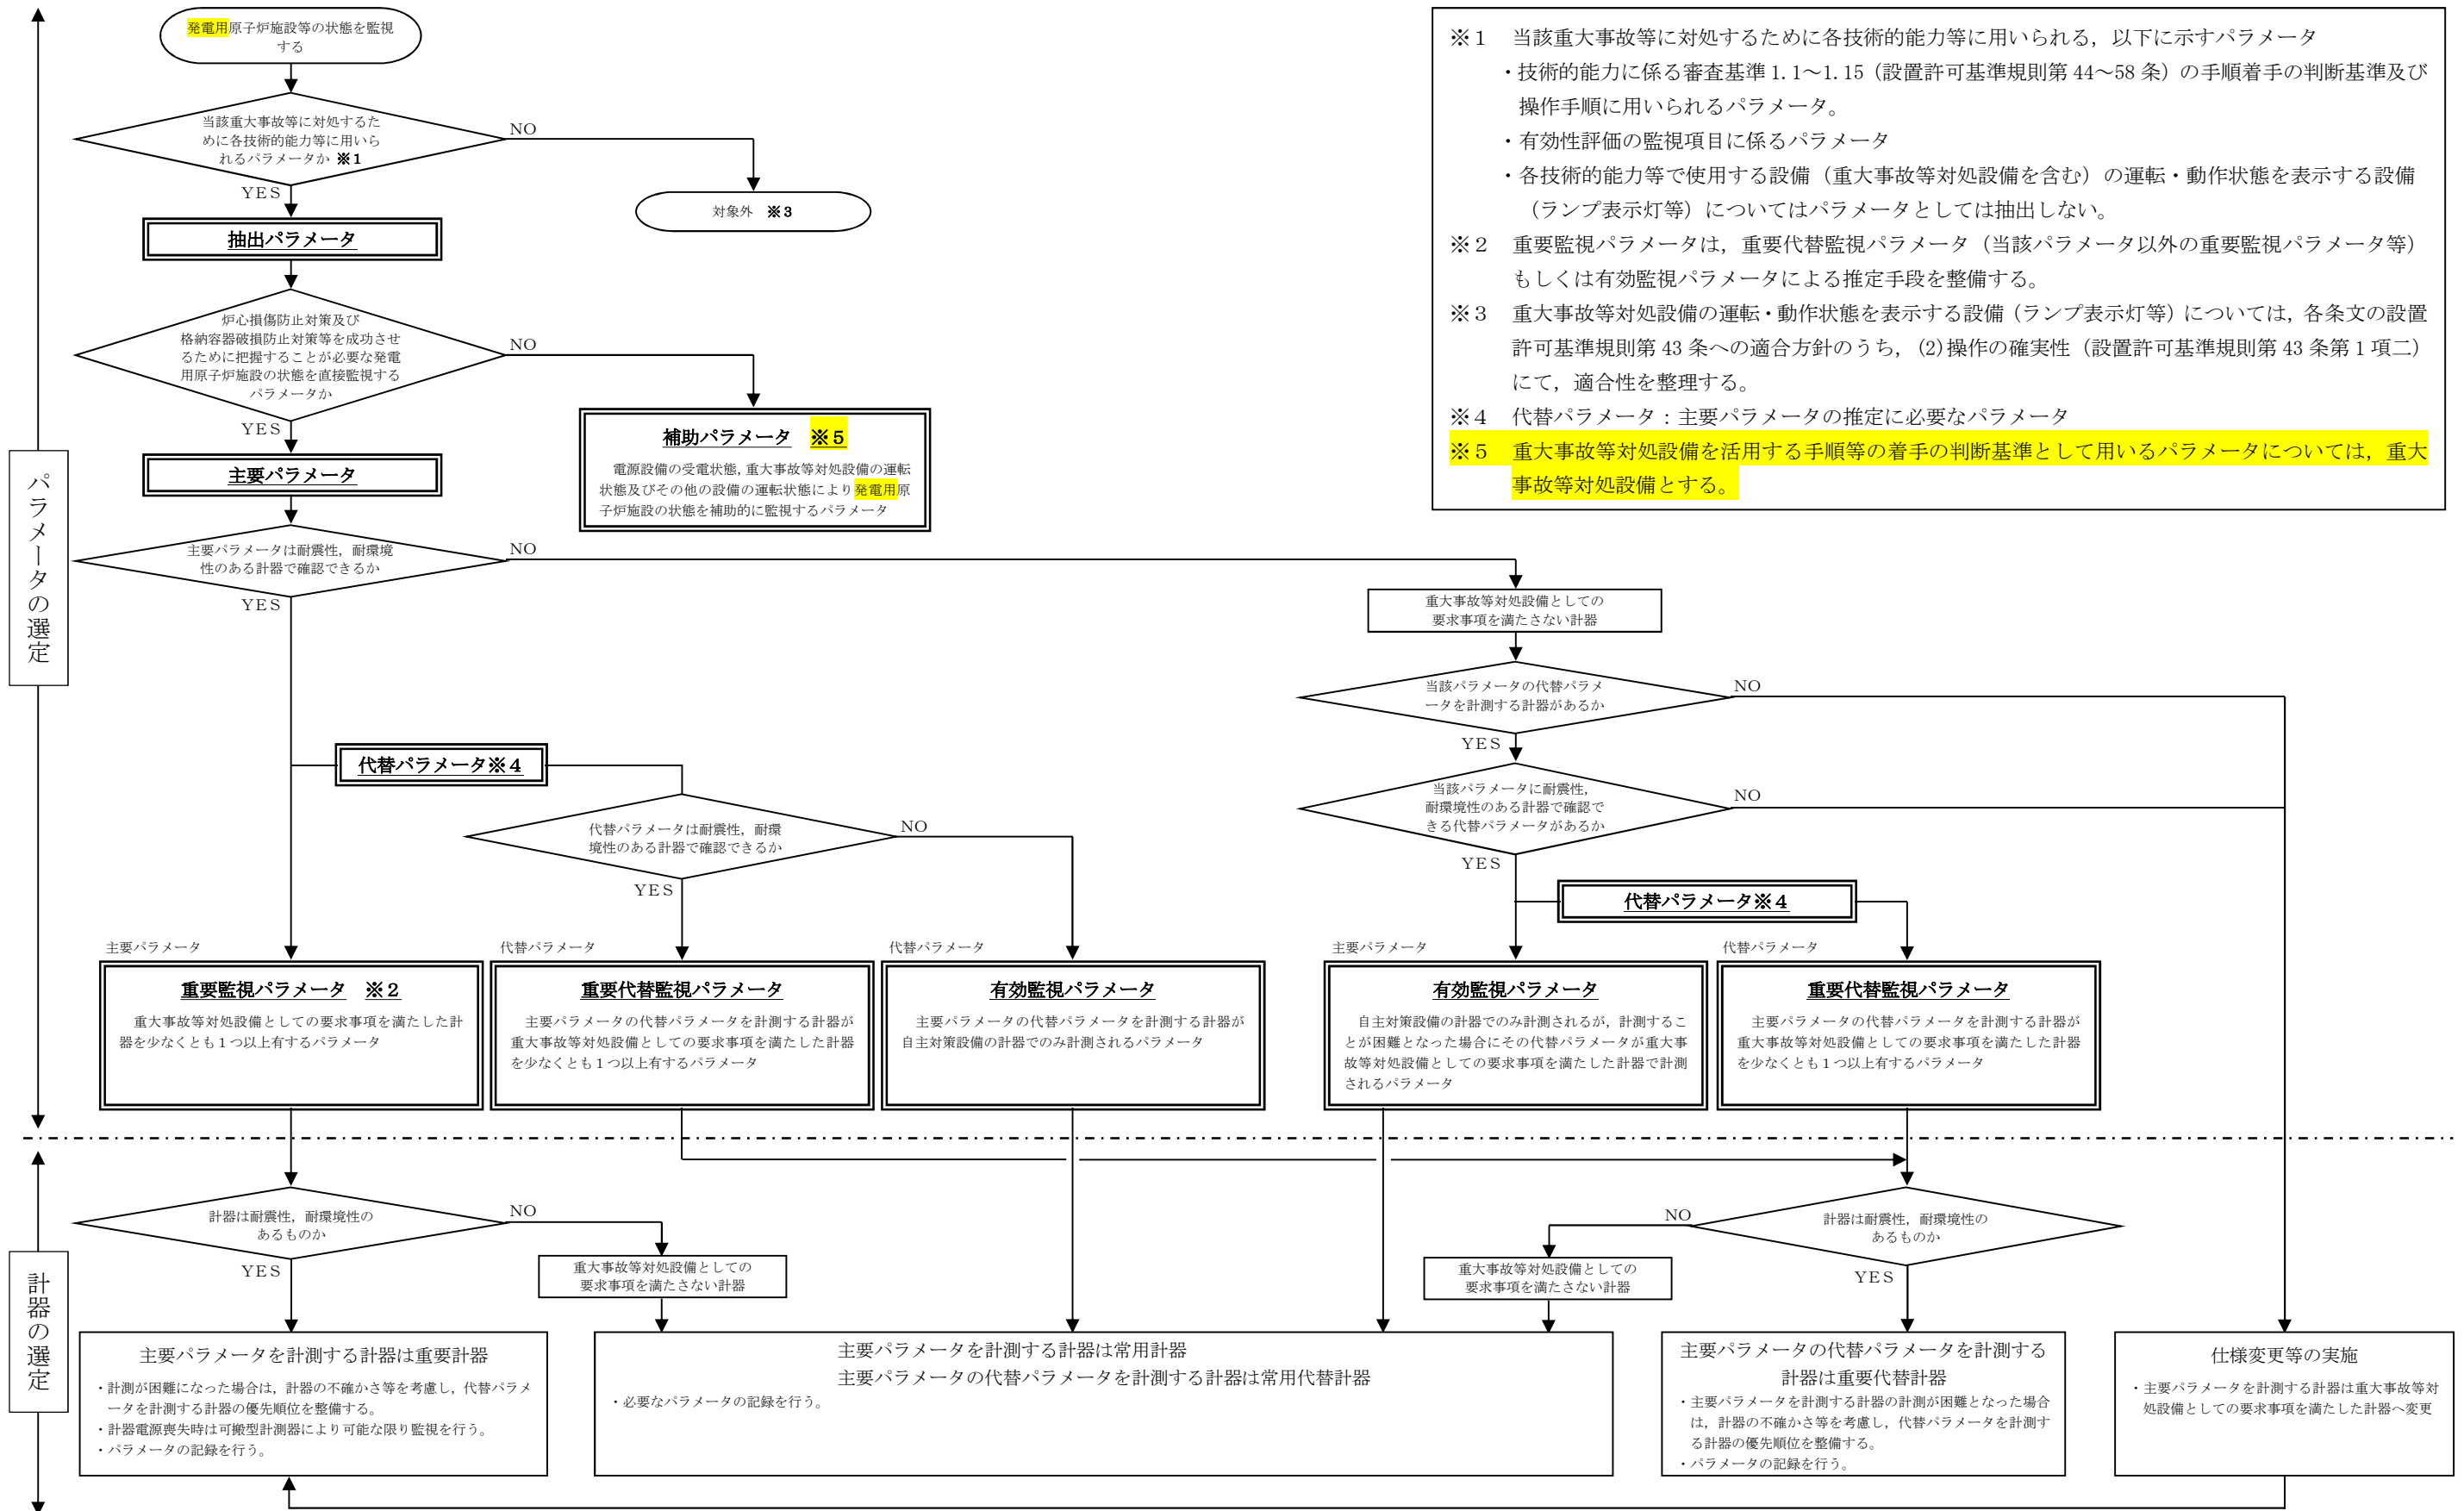 発電用原子炉施設等の状態を監視
する
当該重大事故等に対処するため
に各技術的能力等に用いら
れるパラメータか ※1
NO
YES
対象外 ※3
抽出パラメータ
炉心損傷防止対策及び
格納容器破損防止対策等を成功させ
るために把握することが必要な発電
用原子炉施設の状態を直接監視する
パラメータか
NO
YES
補助パラメータ ※5
電源設備の受電状態,重大事故等対処設備の運転
状態及びその他の設備の運転状態により発電用原
子炉施設の状態を補助的に監視するパラメータ
主要パラメータ
主要パラメータは耐震性,耐環境
性のある計器で確認できるか
NO
YES
※1 当該重大事故等に対処するために各技術的能力等に用いられる,以下に示すパラメータ
・技術的能力に係る審査基準1.1~1.15(設置許可基準規則第44~58条)の手順着手の判断基準及び
操作手順に用いられるパラメータ。
・有効性評価の監視項目に係るパラメータ
・各技術的能力等で使用する設備(重大事故等対処設備を含む)の運転・動作状態を表示する設備
(ランプ表示灯等)についてはパラメータとしては抽出しない。
※2 重要監視パラメータは,重要代替監視パラメータ(当該パラメータ以外の重要監視パラメータ等)
もしくは有効監視パラメータによる推定手段を整備する。
※3 重大事故等対処設備の運転・動作状態を表示する設備(ランプ表示灯等)については,各条文の設置
許可基準規則第43条への適合方針のうち,(2)操作の確実性(設置許可基準規則第43条第1項二)
にて,適合性を整理する。
※4 代替パラメータ:主要パラメータの推定に必要なパラメータ
※5 重大事故等対処設備を活用する手順等の着手の判断基準として用いるパラメータについては,重大
事故等対処設備とする。
パラメータの選定
重大事故等対処設備としての
要求事項を満たさない計器
当該パラメータの代替パラメ
ータを計測する計器があるか
NO
YES
当該パラメータに耐震性,
耐環境性のある計器で確認で
きる代替パラメータがあるか
NO
YES
代替パラメータ※4
代替パラメータは耐震性,耐環
境性のある計器で確認できるか
NO
YES
代替パラメータ※4
主要パラメータ
重要監視パラメータ ※2
重大事故等対処設備としての要求事項を満たした計
器を少なくとも1つ以上有するパラメータ
代替パラメータ
重要代替監視パラメータ
主要パラメータの代替パラメータを計測する計器が
重大事故等対処設備としての要求事項を満たした計器
を少なくとも1つ以上有するパラメータ
代替パラメータ
有効監視パラメータ
主要パラメータの代替パラメータを計測する計器が
自主対策設備の計器でのみ計測されるパラメータ
主要パラメータ
有効監視パラメータ
自主対策設備の計器でのみ計測されるが,計測するこ
とが困難となった場合にその代替パラメータが重大事
故等対処設備としての要求事項を満たした計器で計測
されるパラメータ
代替パラメータ
重要代替監視パラメータ
主要パラメータの代替パラメータを計測する計器が
重大事故等対処設備としての要求事項を満たした計器
を少なくとも1つ以上有するパラメータ
計器の選定
計器は耐震性,耐環境性の
あるものか
NO
YES
重大事故等対処設備としての
要求事項を満たさない計器
計器は耐震性,耐環境性の
あるものか
NO
YES
重大事故等対処設備としての
要求事項を満たさない計器
主要パラメータを計測する計器は重要計器
・計測が困難になった場合は,計器の不確かさ等を考慮し,代替パラメ
ータを計測する計器の優先順位を整備する。
・計器電源喪失時は可搬型計測器により可能な限り監視を行う。
・パラメータの記録を行う。
主要パラメータを計測する計器は常用計器
主要パラメータの代替パラメータを計測する計器は常用代替計器
・必要なパラメータの記録を行う。
主要パラメータの代替パラメータを計測する
計器は重要代替計器
・主要パラメータを計測する計器の計測が困難となった場合
は,計器の不確かさ等を考慮し,代替パラメータを計測す
る計器の優先順位を整備する。
・パラメータの記録を行う。
仕様変更等の実施
・主要パラメータを計測する計器は重大事故等対
処設備としての要求事項を満たした計器へ変更